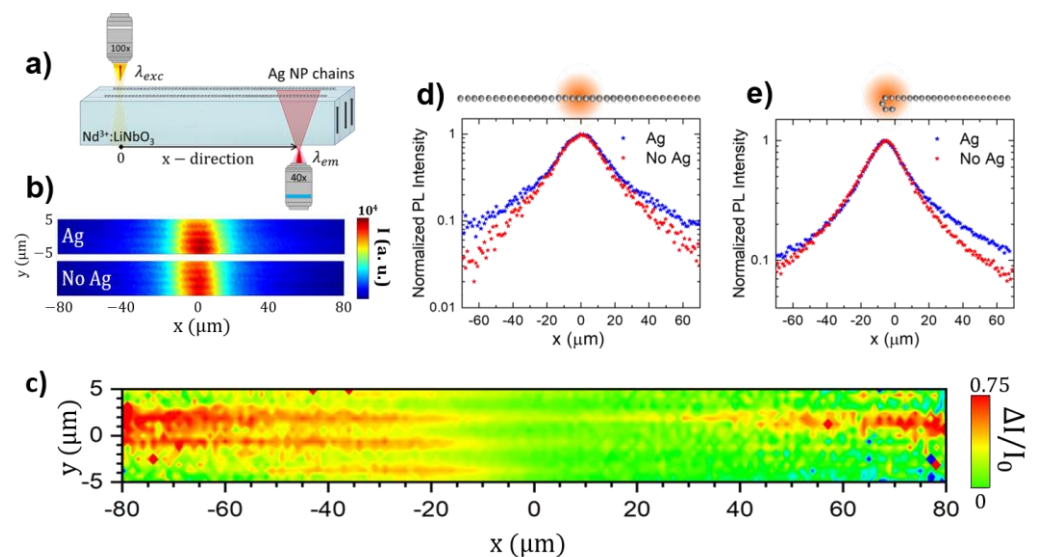 a)
100x
λexc
Ag NP chains
Nd³⁺:LiNbO₃
0
x – direction
λem
40x
b)
y (μm)
5
−5
Ag
No Ag
−80
−40
0
40
80
x (μm)
10⁴
I (a. u.)
0
d)
Normalized PL Intensity
1
0.1
0.01
Ag
No Ag
-60 -40 -20 0 20 40 60
x (μm)
e)
Normalized PL Intensity
1
0.1
Ag
No Ag
-60 -40 -20 0 20 40 60
x (μm)
c)
y (μm)
5
0
-5
-80 -60 -40 -20 0 20 40 60 80
x (μm)
0.75
ΔI/I₀
0